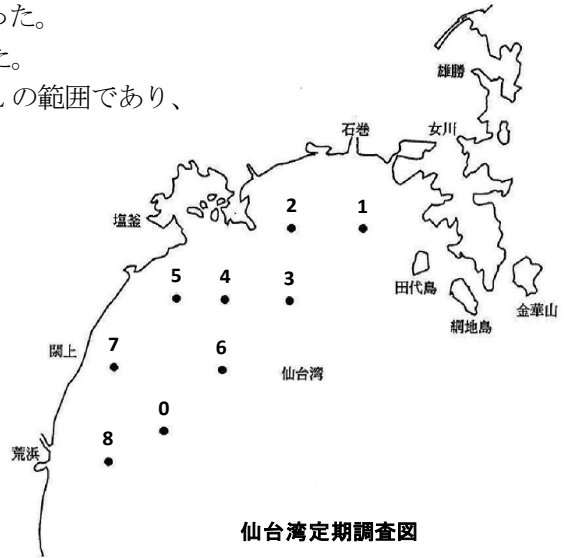 った。
た。
の範囲であり、
雄勝
石巻
女川
2
1
塩釜
5
4
3
田代島
網地島
金華山
閖上
7
6
仙台湾
0
荒浜
8
仙台湾定期調査図